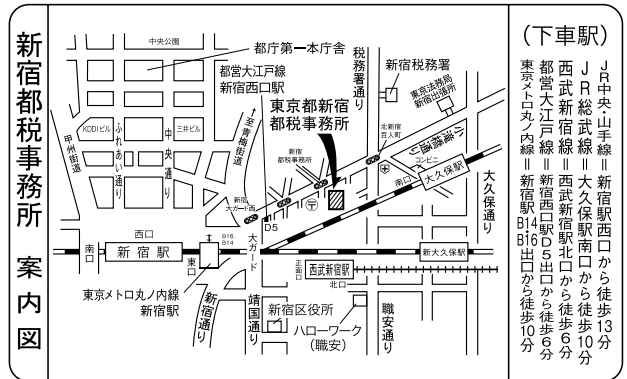 新宿都税事務所 案内図
中央公園
都庁第一本庁舎
都営大江戸線
新宿西口駅
税務署通り
新宿税務署
東京法務局
新宿出張所
KDDIビル
ふれあい通り
三井ビル
中央通り
至青梅街道
甲州街道
東京都新宿
都税事務所
北新宿
百人町
小滝橋通り
コンビニ
新宿
都税事務所
新宿
大ガード西
南口
大久保駅
大久保通り
D5
西口
南口
新宿駅
東口
B16
B14
大ガード
正面口
西武新宿駅
北口
新大久保駅
東京メトロ丸ノ内線
新宿駅
新宿通り
靖国通り
新宿区役所
ハローワーク
(職安)
職安通り
(下車駅)
JR中央・山手線=新宿駅西口から徒歩13分
JR総武線=大久保駅南口から徒歩10分
西武新宿線=西武新宿駅北口から徒歩6分
都営大江戸線=新宿西口駅D5出口から徒歩6分
東京メトロ丸ノ内線=新宿駅B14B16出口から徒歩10分